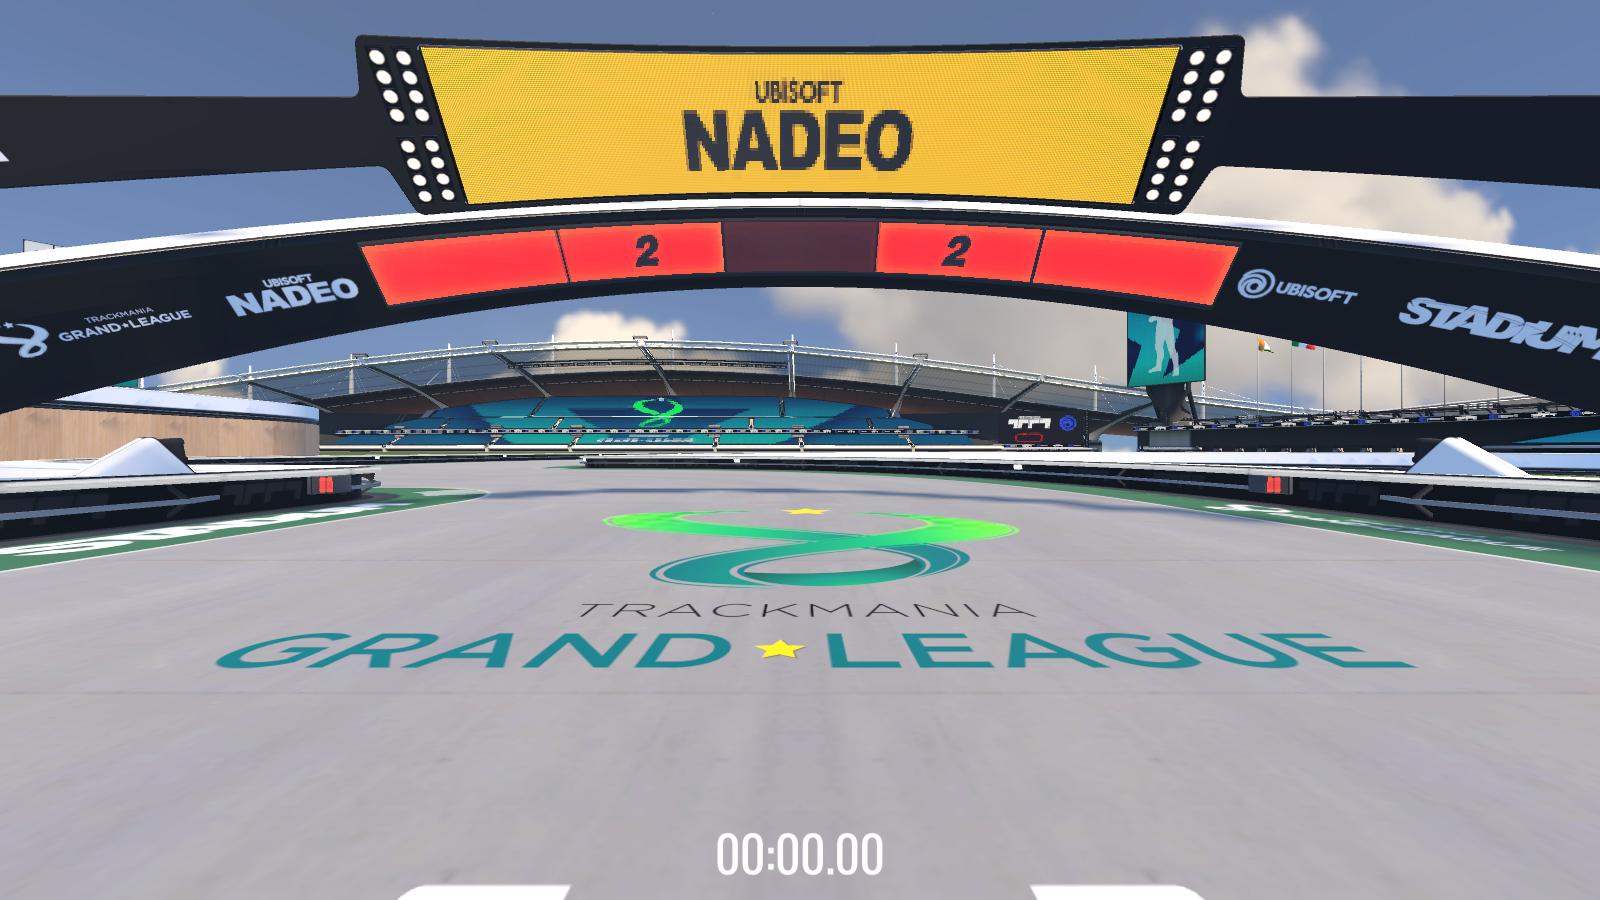 UBISOFT
NADEO
2
2
TRACKMANIA
GRAND★LEAGUE
UBISOFT
NADEO
UBISOFT
STADIUM
TRACKMANIA
GRAND★LEAGUE
00:00.00